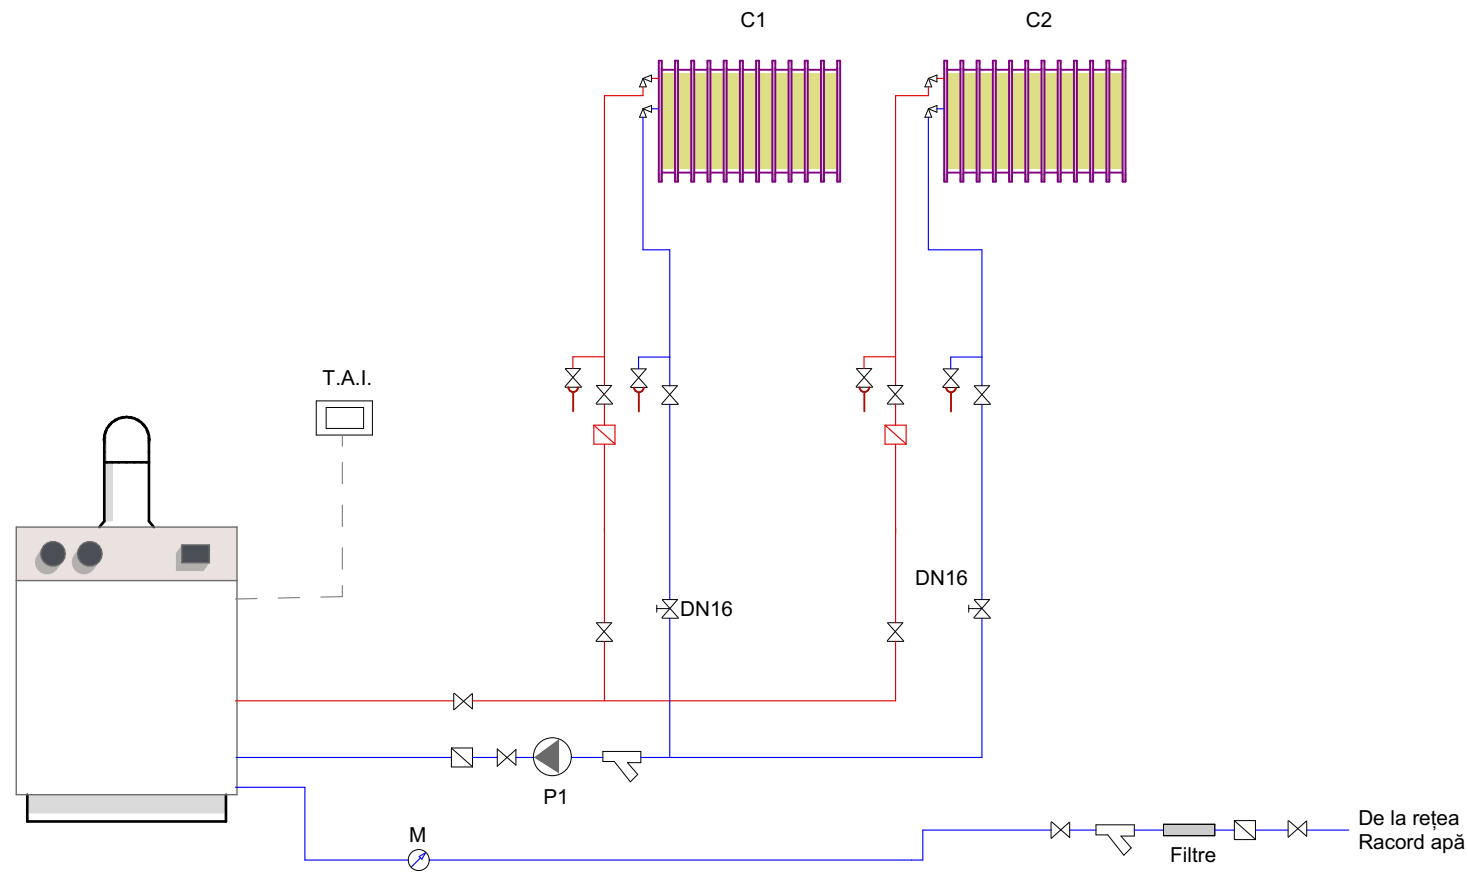 C1
C2
T.A.I.
DN16
DN16
P1
M
Filtre
De la rețea
Racord apă